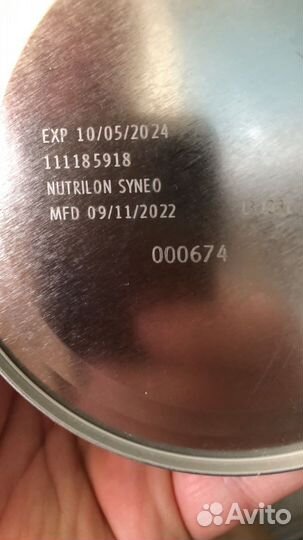 EXP 10/05/2024
111185918
NUTRILON SYNEO
MFD 09/11/2022
000674
Avito